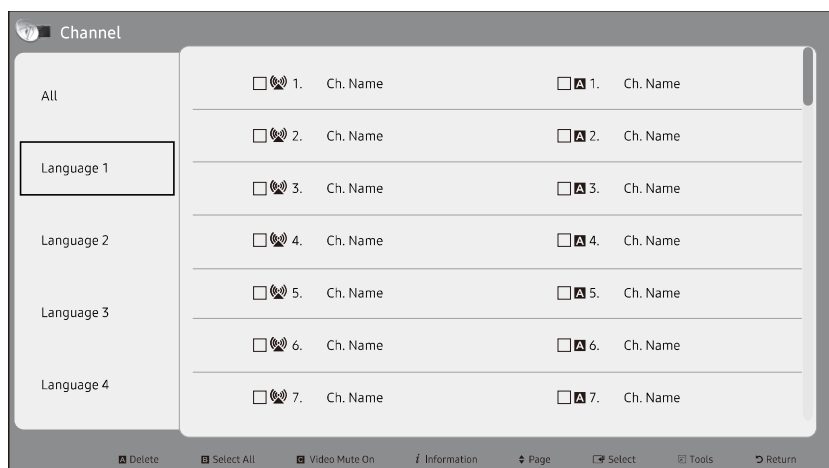 Channel
All
Language 1
Language 2
Language 3
Language 4
1. Ch. Name A 1. Ch. Name
2. Ch. Name A 2. Ch. Name
3. Ch. Name A 3. Ch. Name
4. Ch. Name A 4. Ch. Name
5. Ch. Name A 5. Ch. Name
6. Ch. Name A 6. Ch. Name
7. Ch. Name A 7. Ch. Name
A Delete B Select All C Video Mute On i Information Page Select Tools Return